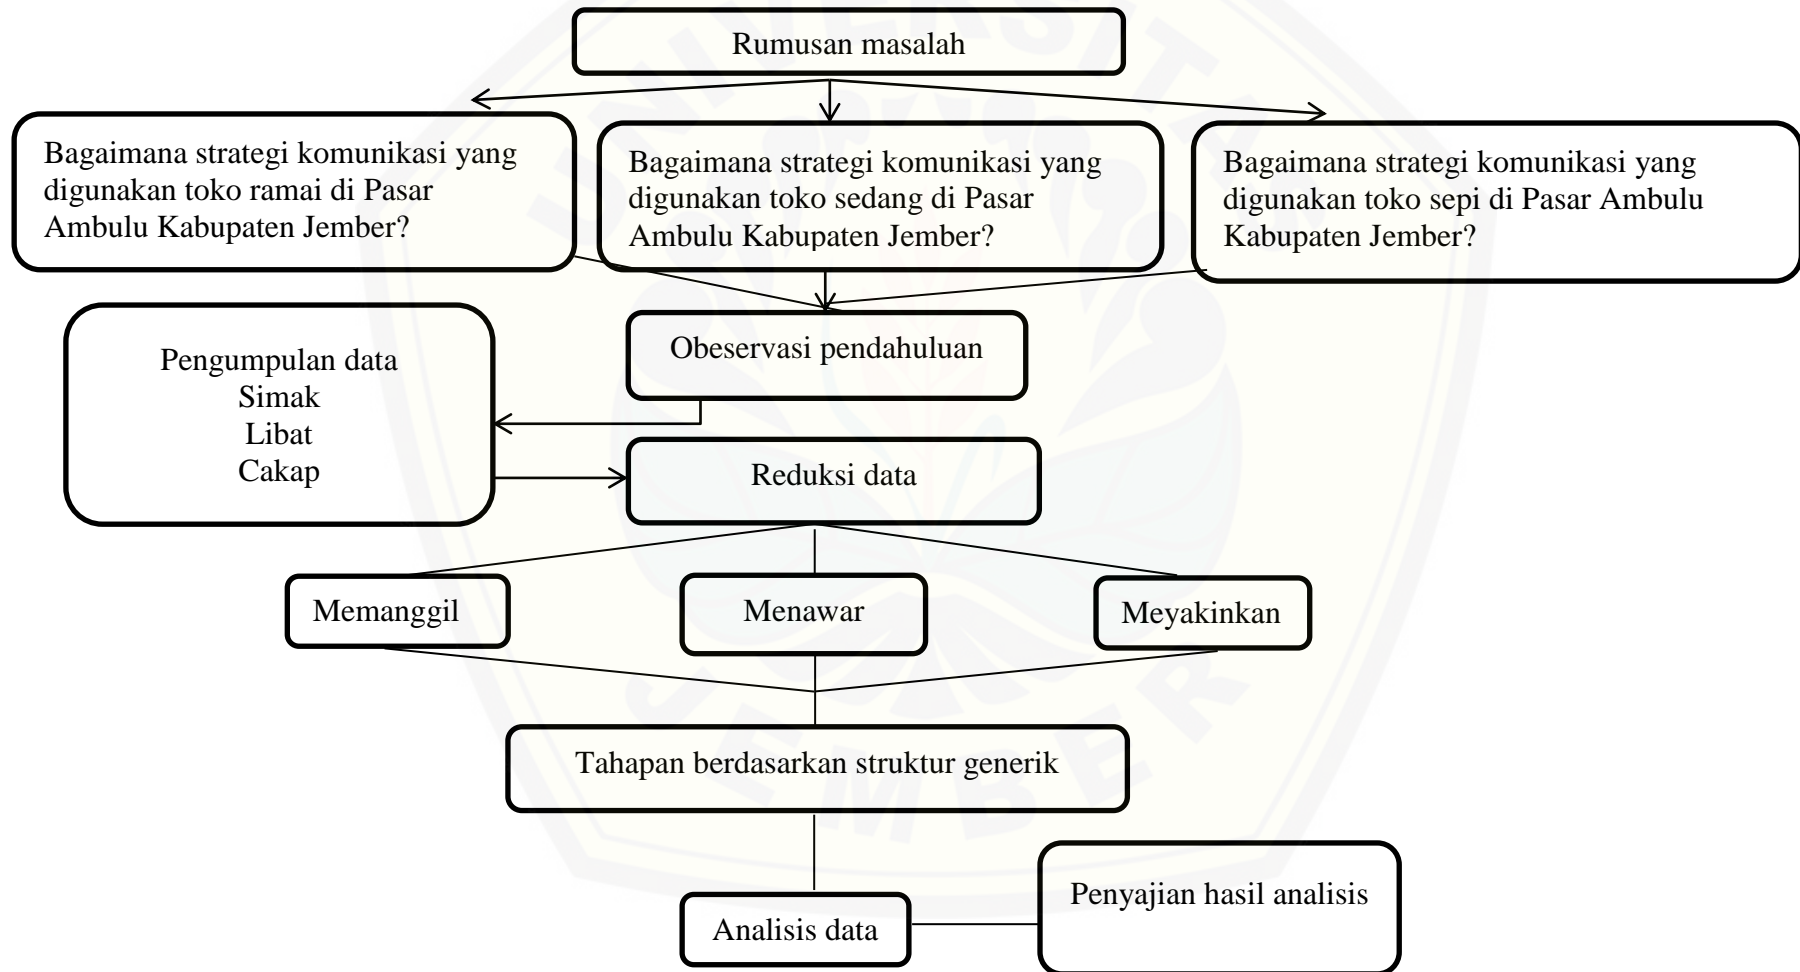 Rumusan masalah
Bagaimana strategi komunikasi yang
digunakan toko ramai di Pasar
Ambulu Kabupaten Jember?
Bagaimana strategi komunikasi yang
digunakan toko sedang di Pasar
Ambulu Kabupaten Jember?
Bagaimana strategi komunikasi yang
digunakan toko sepi di Pasar Ambulu
Kabupaten Jember?
Obeservasi pendahuluan
Pengumpulan data
Simak
Libat
Cakap
Reduksi data
Memanggil
Menawar
Meyakinkan
Tahapan berdasarkan struktur generik
Analisis data
Penyajian hasil analisis
UNIVERSITAS
JEMBER